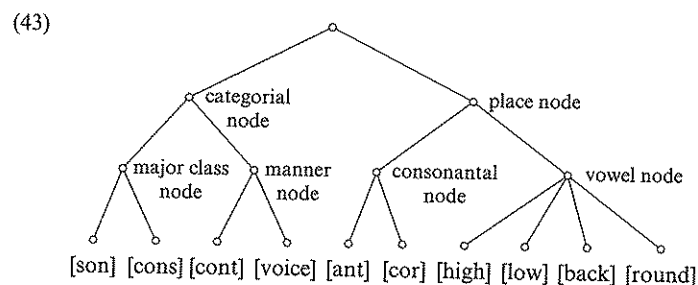 (43)
categorial node
place node
major class node
manner node
consonantal node
vowel node
[son] [cons] [cont] [voice] [ant] [cor] [high] [low] [back] [round]